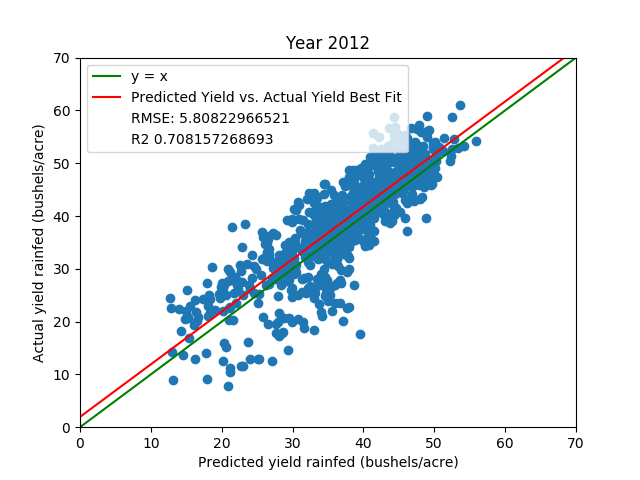 Year 2012
y = x
Predicted Yield vs. Actual Yield Best Fit
RMSE: 5.80822966521
R2 0.708157268693
Actual yield rainfed (bushels/acre)
70
60
50
40
30
20
10
0
0 10 20 30 40 50 60 70
Predicted yield rainfed (bushels/acre)